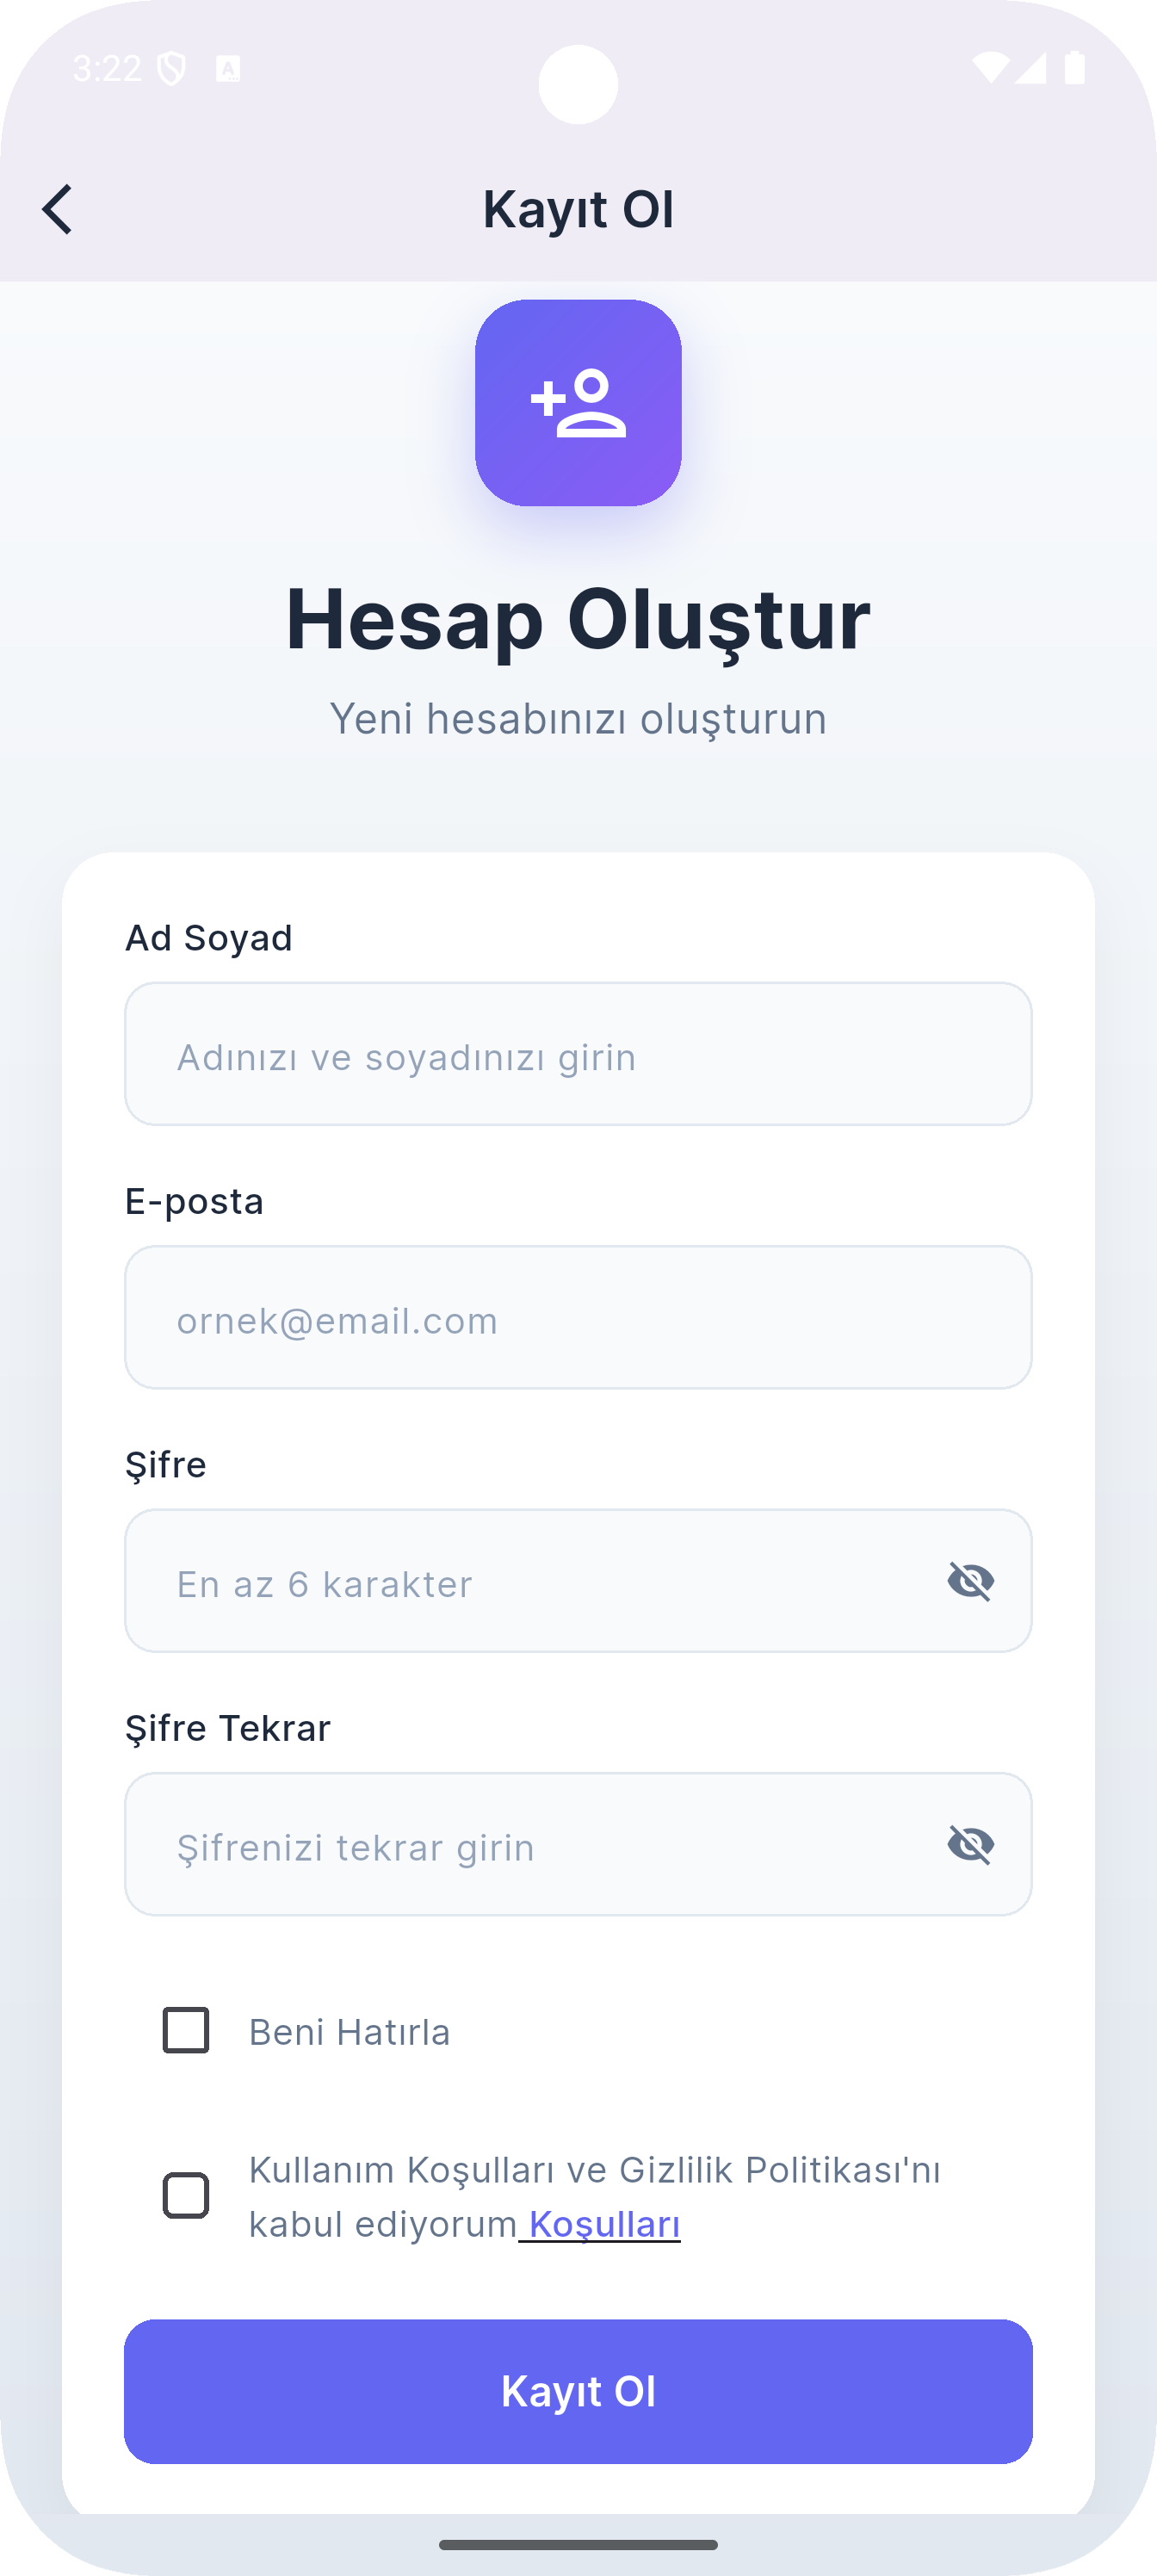 3:22
Kayıt Ol
Hesap Oluştur
Yeni hesabınızı oluşturun
Ad Soyad
Adınızı ve soyadınızı girin
E-posta
ornek@email.com
Şifre
En az 6 karakter
Şifre Tekrar
Şifrenizi tekrar girin
Beni Hatırla
Kullanım Koşulları ve Gizlilik Politikası'nı
kabul ediyorum Koşulları
Kayıt Ol